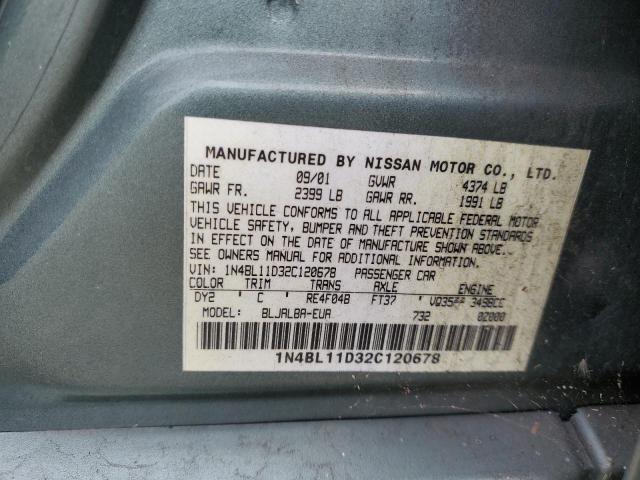 MANUFACTURED BY NISSAN MOTOR CO., LTD.
DATE 09/01 GVWR 4374 LB
GAWR FR. 2399 LB GAWR RR. 1991 LB
THIS VEHICLE CONFORMS TO ALL APPLICABLE FEDERAL MOTOR
VEHICLE SAFETY, BUMPER AND THEFT PREVENTION STANDARDS
IN EFFECT ON THE DATE OF MANUFACTURE SHOWN ABOVE.
SEE OWNERS MANUAL FOR ADDITIONAL INFORMATION.
VIN: 1N4BL11D32C120678 PASSENGER CAR
COLOR TRIM TRANS AXLE ENGINE
DY2 C RE4F04B FT37 VQ35** 3498CC
MODEL: BLJALBA-EUA 732 02000
1N4BL11D32C120678